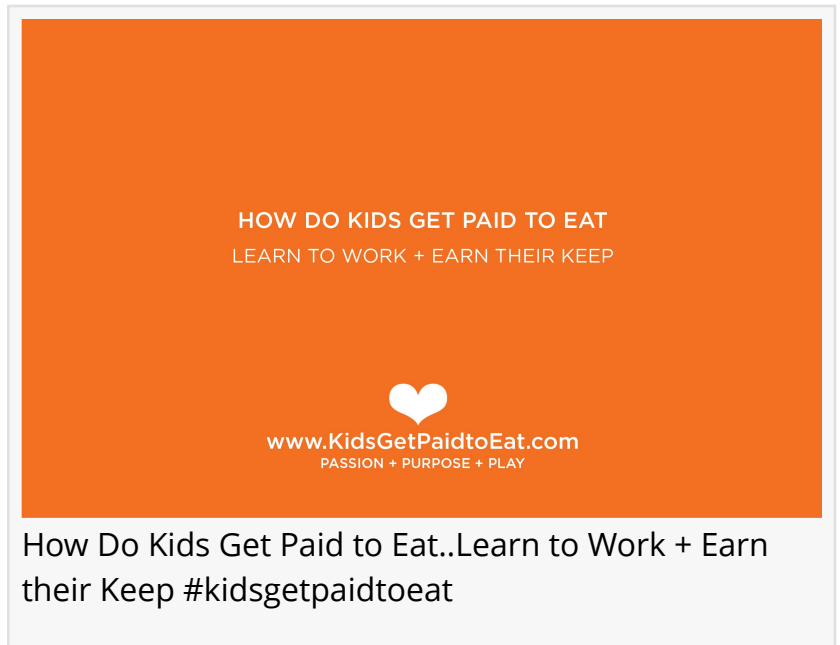 HOW DO KIDS GET PAID TO EAT
LEARN TO WORK + EARN THEIR KEEP
www.KidsGetPaidtoEat.com
PASSION + PURPOSE + PLAY
How Do Kids Get Paid to Eat..Learn to Work + Earn
their Keep #kidsgetpaidtoeat